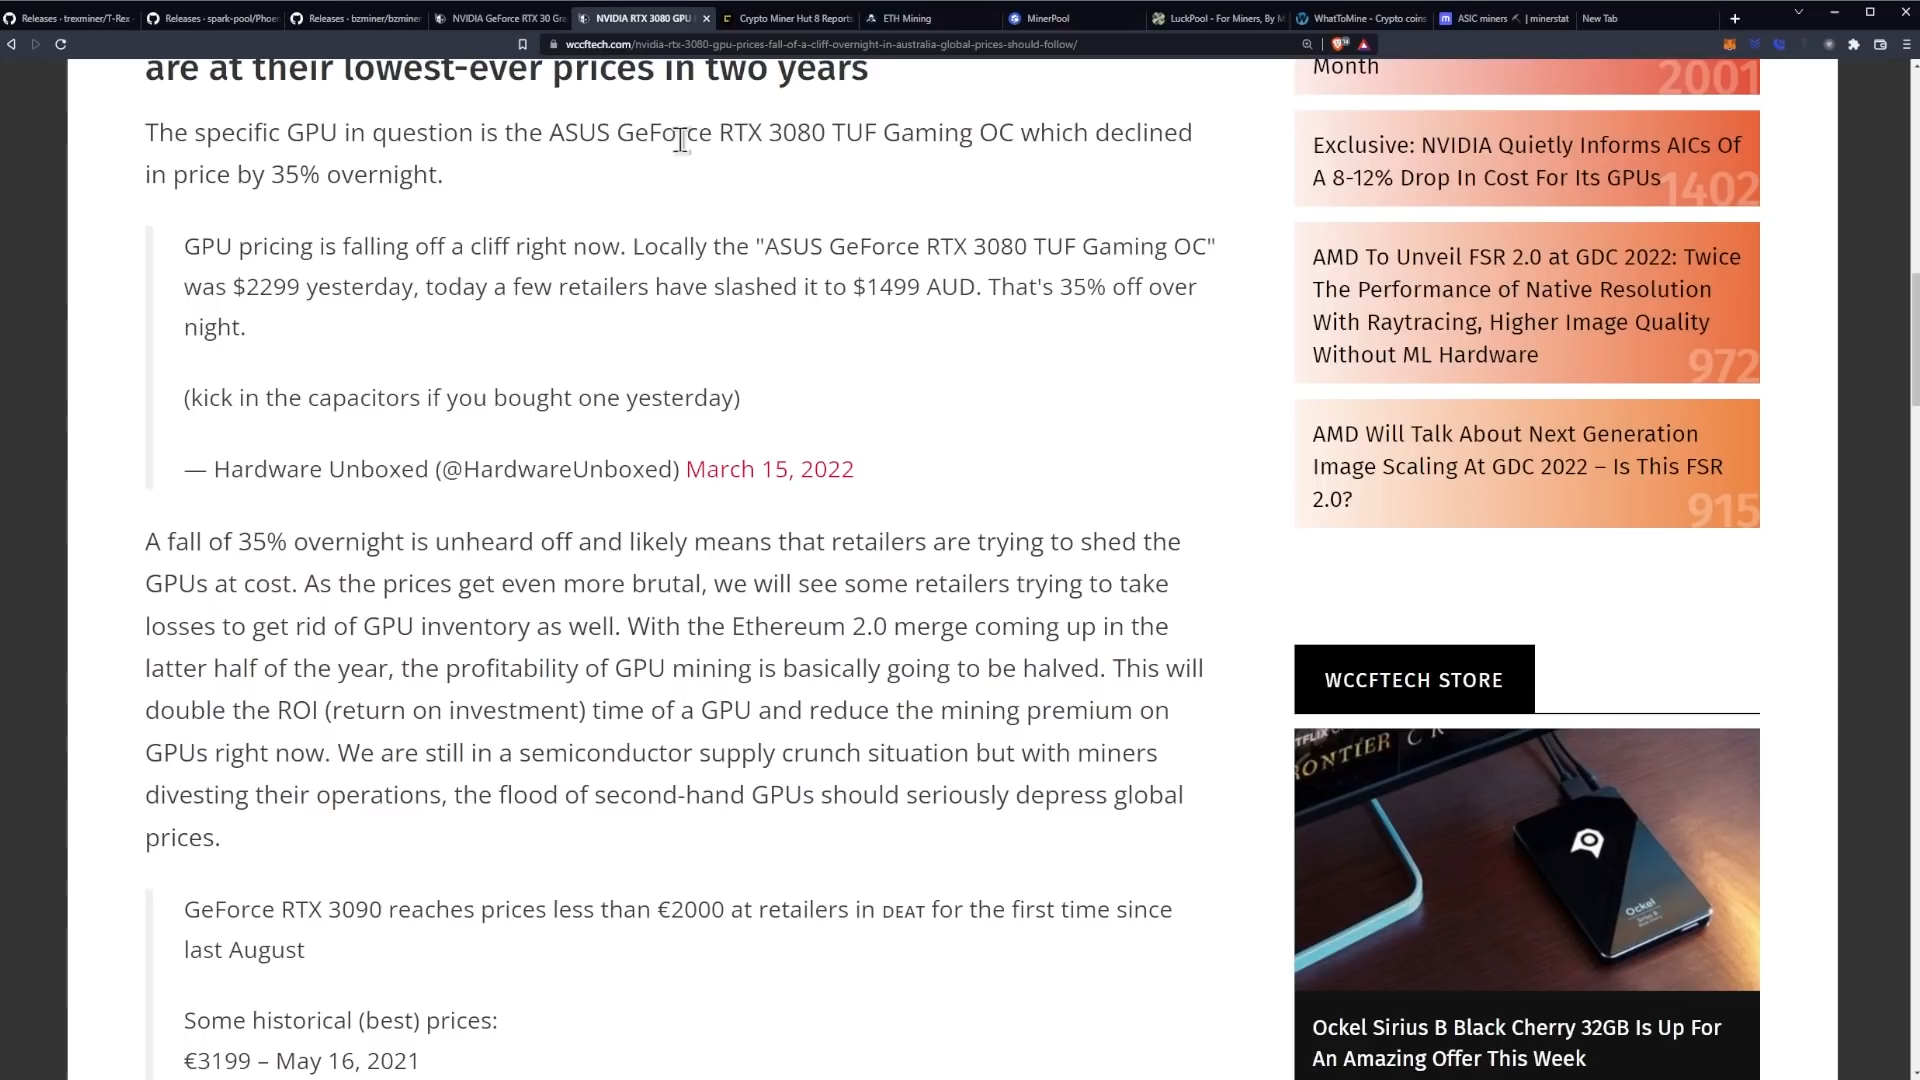 Releases · trexminer/T-Rex
Releases · spark-pool/Phoen
Releases · bzminer/bzminer
NVIDIA GeForce RTX 30 Gra
NVIDIA RTX 3080 GPU
Crypto Miner Hut 8 Reports
ETH Mining
MinerPool
LuckPool - For Miners, By M
WhatToMine - Crypto coins
ASIC miners ⛏ | minerstat
New Tab
wccftech.com/nvidia-rtx-3080-gpu-prices-fall-of-a-cliff-overnight-in-australia-global-prices-should-follow/
are at their lowest-ever prices in two years
The specific GPU in question is the ASUS GeForce RTX 3080 TUF Gaming OC which declined
in price by 35% overnight.
GPU pricing is falling off a cliff right now. Locally the "ASUS GeForce RTX 3080 TUF Gaming OC"
was $2299 yesterday, today a few retailers have slashed it to $1499 AUD. That's 35% off over
night.
(kick in the capacitors if you bought one yesterday)
— Hardware Unboxed (@HardwareUnboxed) March 15, 2022
A fall of 35% overnight is unheard off and likely means that retailers are trying to shed the
GPUs at cost. As the prices get even more brutal, we will see some retailers trying to take
losses to get rid of GPU inventory as well. With the Ethereum 2.0 merge coming up in the
latter half of the year, the profitability of GPU mining is basically going to be halved. This will
double the ROI (return on investment) time of a GPU and reduce the mining premium on
GPUs right now. We are still in a semiconductor supply crunch situation but with miners
divesting their operations, the flood of second-hand GPUs should seriously depress global
prices.
GeForce RTX 3090 reaches prices less than €2000 at retailers in ᴅᴇᴀᴛ for the first time since
last August
Some historical (best) prices:
€3199 – May 16, 2021
Month
2001
Exclusive: NVIDIA Quietly Informs AICs Of
A 8-12% Drop In Cost For Its GPUs
1402
AMD To Unveil FSR 2.0 at GDC 2022: Twice
The Performance of Native Resolution
With Raytracing, Higher Image Quality
Without ML Hardware
972
AMD Will Talk About Next Generation
Image Scaling At GDC 2022 – Is This FSR
2.0?
915
WCCFTECH STORE
Ockel
Sirius B
Ockel Sirius B Black Cherry 32GB Is Up For
An Amazing Offer This Week